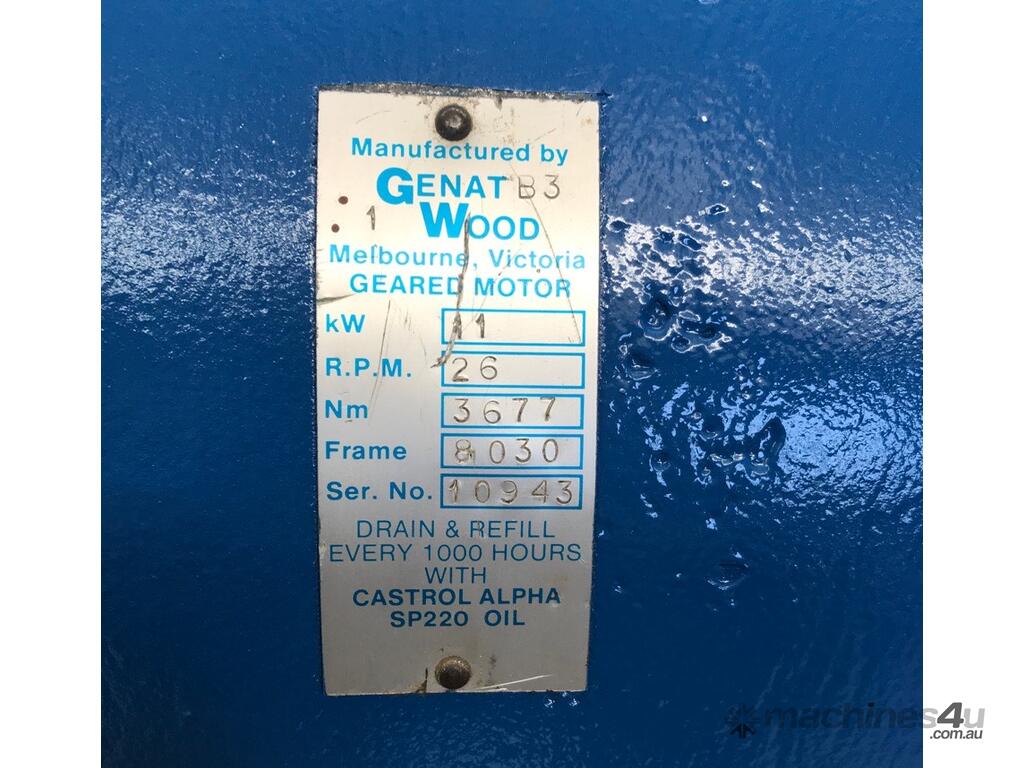 Manufactured by
GENAT B3
1 WOOD
Melbourne, Victoria
GEARED MOTOR
kW 11
R.P.M. 26
Nm 3677
Frame 8030
Ser. No. 10943
DRAIN & REFILL
EVERY 1000 HOURS
WITH
CASTROL ALPHA
SP220 OIL
machines4u
.com.au